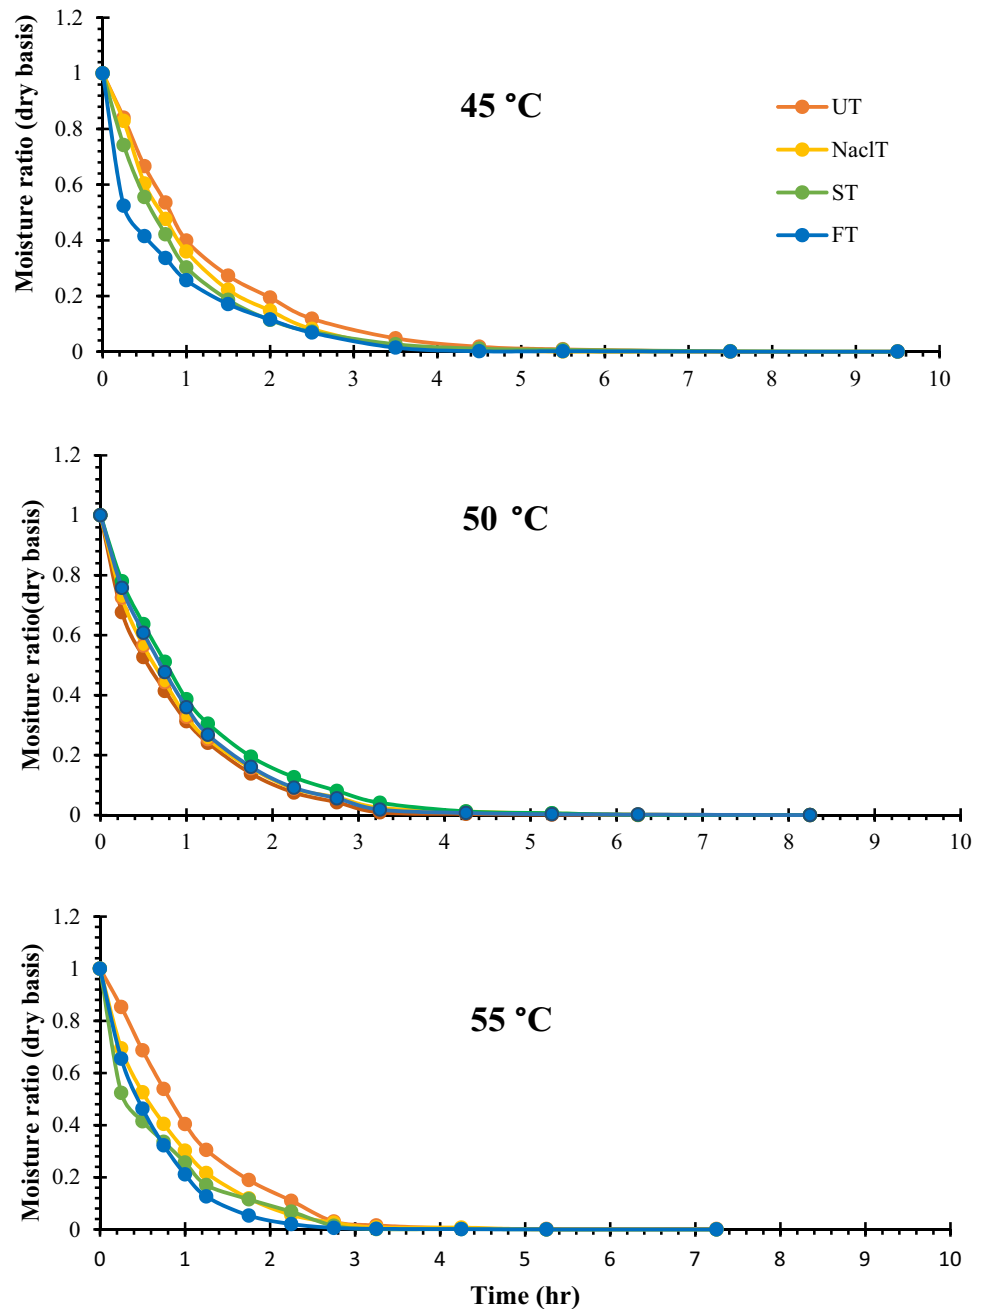 1.2
1
0.8
0.6
0.4
0.2
0
Moisture ratio (dry basis)
45 °C
UT
NaclT
ST
FT
0 1 2 3 4 5 6 7 8 9 10
1.2
1
0.8
0.6
0.4
0.2
0
Mositure ratio(dry basis)
50 °C
0 1 2 3 4 5 6 7 8 9 10
1.2
1
0.8
0.6
0.4
0.2
0
Moisture ratio (dry basis)
55 °C
0 1 2 3 4 5 6 7 8 9 10
Time (hr)